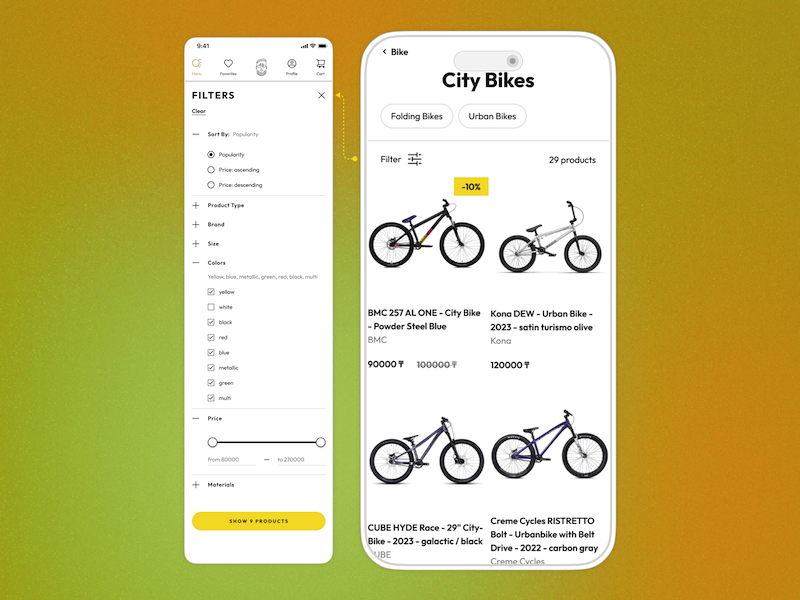 9:41
Menu
Favorites
Profile
Cart
FILTERS
Clear
Sort By: Popularity
Popularity
Price: ascending
Price: descending
Product Type
Brand
Size
Colors
Yellow, blue, metallic, green, red, black, multi
yellow
white
black
red
blue
metallic
green
multi
Price
from 80000
to 270000
Materials
SHOW 9 PRODUCTS
Bike
City Bikes
Folding Bikes
Urban Bikes
Filter
29 products
-10%
BMC 257 AL ONE - City Bike
- Powder Steel Blue
BMC
90000 ₸ 100000 ₸
Kona DEW - Urban Bike -
2023 - satin turismo olive
Kona
120000 ₸
CUBE HYDE Race - 29" City-
Bike - 2023 - galactic / black
CUBE
Creme Cycles RISTRETTO
Bolt - Urbanbike with Belt
Drive - 2022 - carbon gray
Creme Cycles